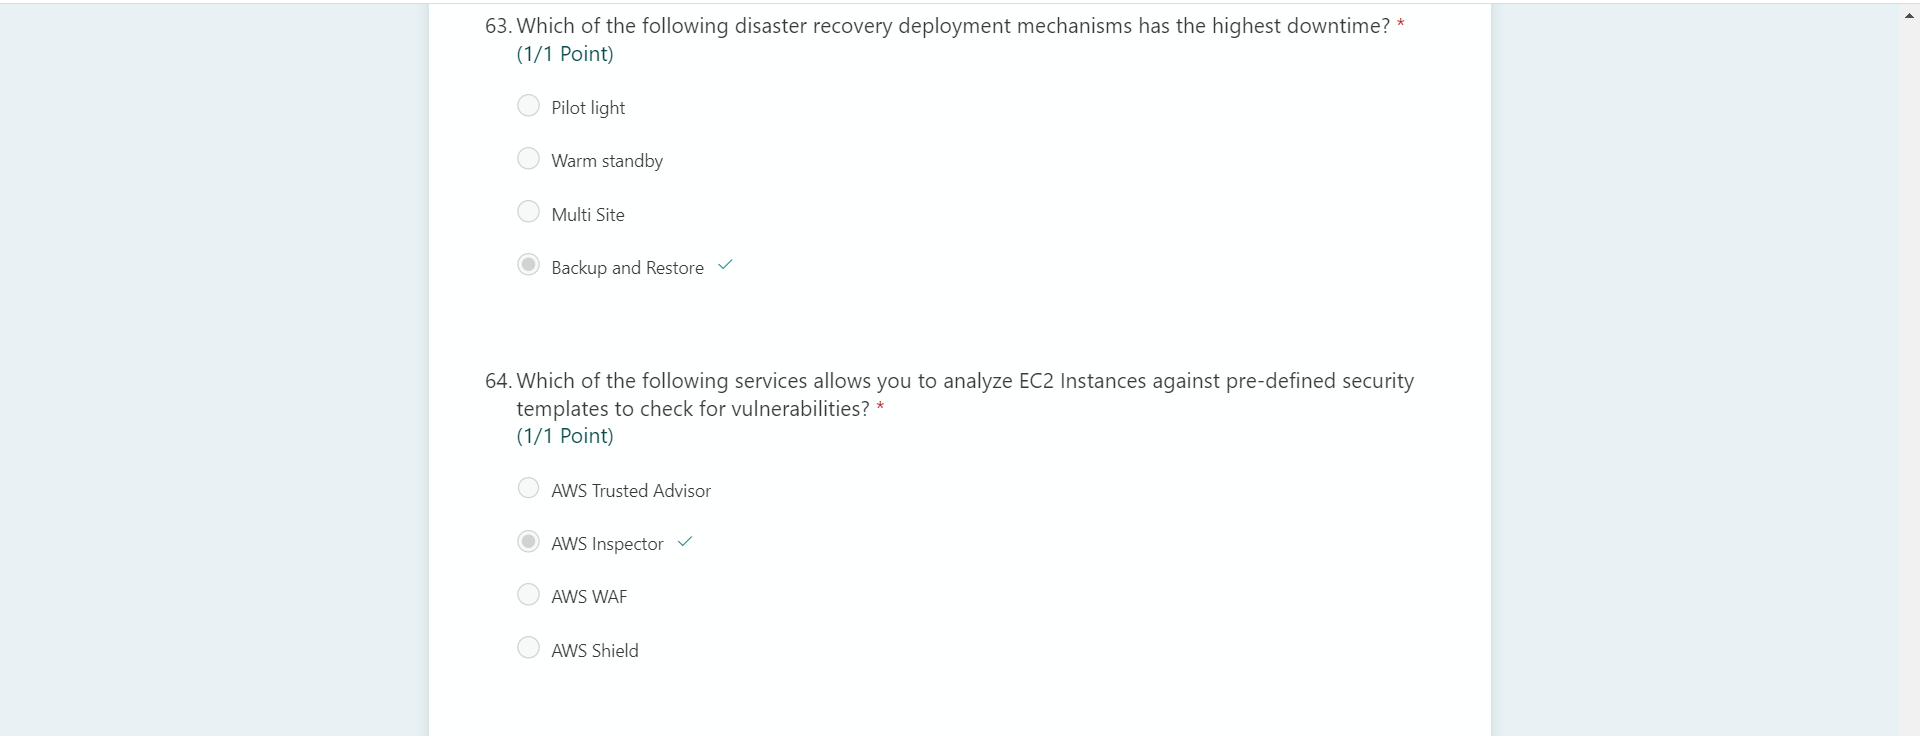 63. Which of the following disaster recovery deployment mechanisms has the highest downtime? *
(1/1 Point)
Pilot light
Warm standby
Multi Site
Backup and Restore
64. Which of the following services allows you to analyze EC2 Instances against pre-defined security
templates to check for vulnerabilities? *
(1/1 Point)
AWS Trusted Advisor
AWS Inspector
AWS WAF
AWS Shield